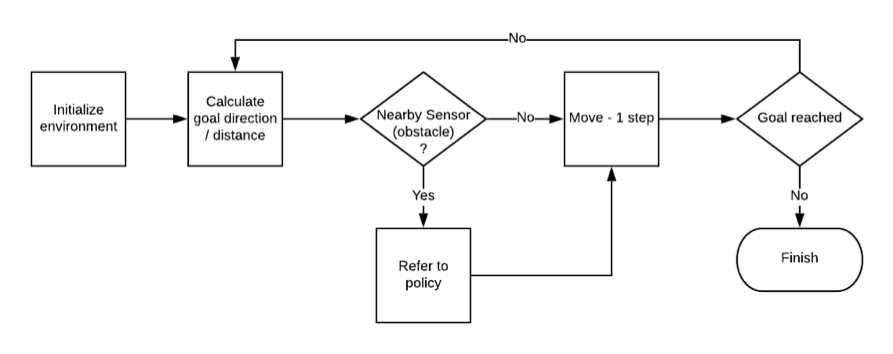 No
Initialize
environment
Calculate
goal direction
/ distance
Nearby Sensor
(obstacle)
?
No
Move - 1 step
Goal reached
Yes
No
Refer to
policy
Finish